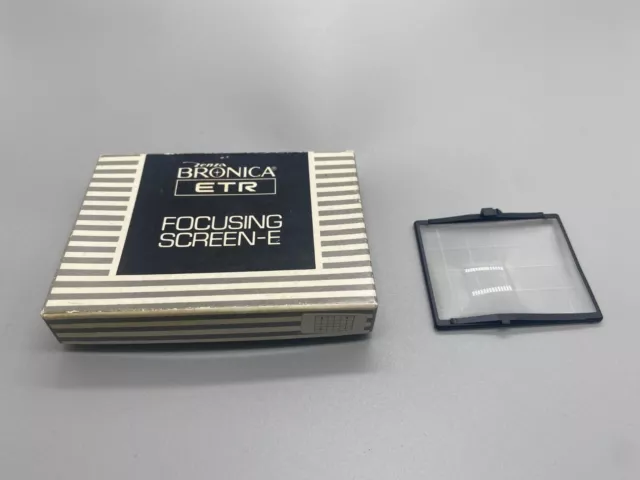 zenza
BRONICA®
ETR
FOCUSING
SCREEN-E